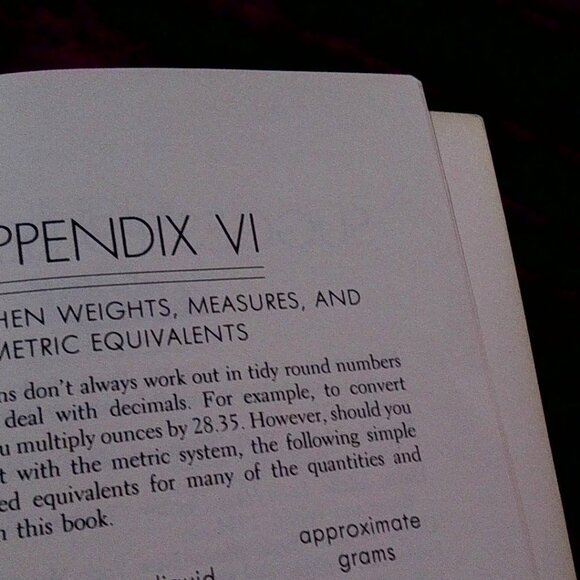 PPENDIX VI
HEN WEIGHTS, MEASURES, AND
METRIC EQUIVALENTS
ns don't always work out in tidy round numbers
deal with decimals. For example, to convert
u multiply ounces by 28.35. However, should you
t with the metric system, the following simple
ed equivalents for many of the quantities and
n this book.
approximate
grams
liquid